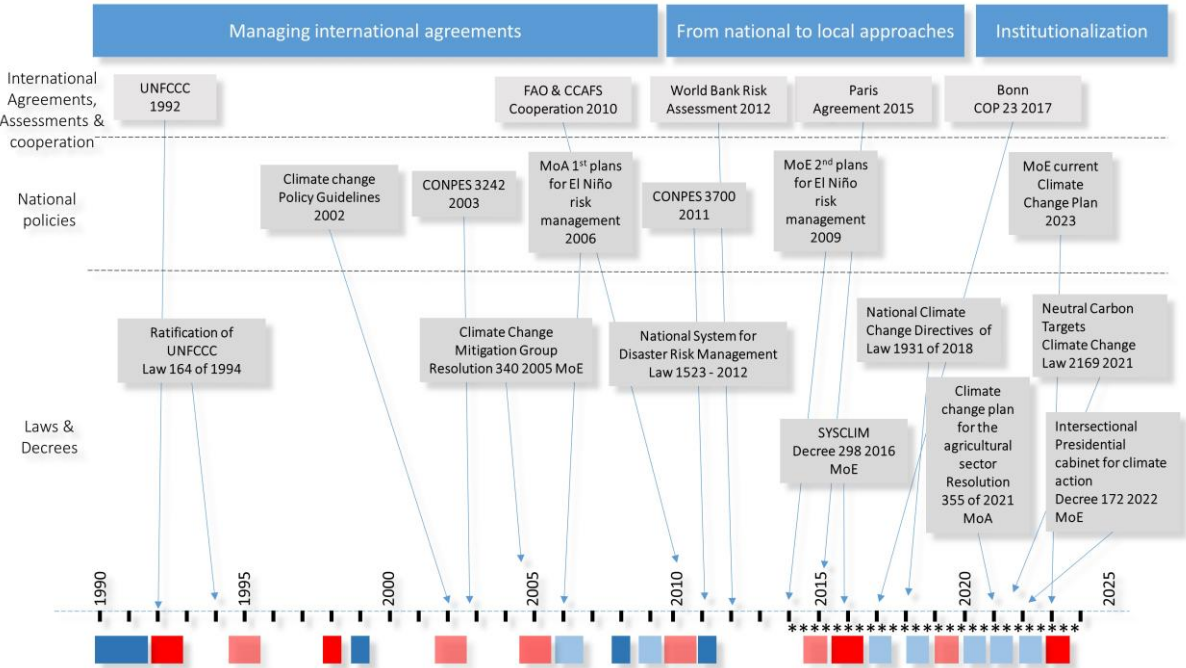 Managing international agreements
From national to local approaches
Institutionalization
International
Agreements,
Assessments &
cooperation
UNFCCC
1992
FAO & CCAFS
Cooperation 2010
World Bank Risk
Assessment 2012
Paris
Agreement 2015
Bonn
COP 23 2017
National
policies
Climate change
Policy Guidelines
2002
CONPES 3242
2003
MoA 1st plans
for El Niño
risk
management
2006
CONPES 3700
2011
MoE 2nd plans
for El Niño
risk
management
2009
MoE current
Climate
Change Plan
2023
Laws &
Decrees
Ratification of
UNFCCC
Law 164 of 1994
Climate Change
Mitigation Group
Resolution 340 2005 MoE
National System for
Disaster Risk Management
Law 1523 - 2012
SYSCLIM
Decree 298 2016
MoE
National Climate
Change Directives of
Law 1931 of 2018
Climate
change plan
for the
agricultural
sector
Resolution
355 of 2021
MoA
Neutral Carbon
Targets
Climate Change
Law 2169 2021
Intersectional
Presidential
cabinet for climate
action
Decree 172 2022
MoE
1990
1995
2000
2005
2010
2015
2020
2025
********************